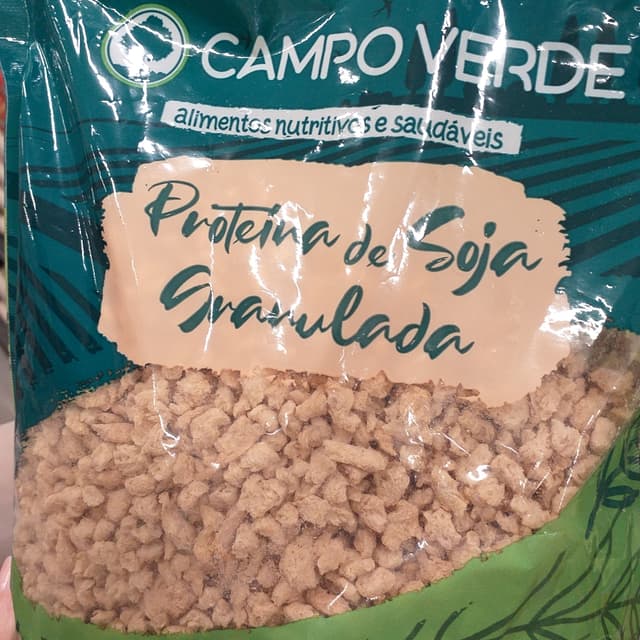 CAMPO VERDE
alimentos nutritivos e saudáveis
Proteína de Soja
Granulada